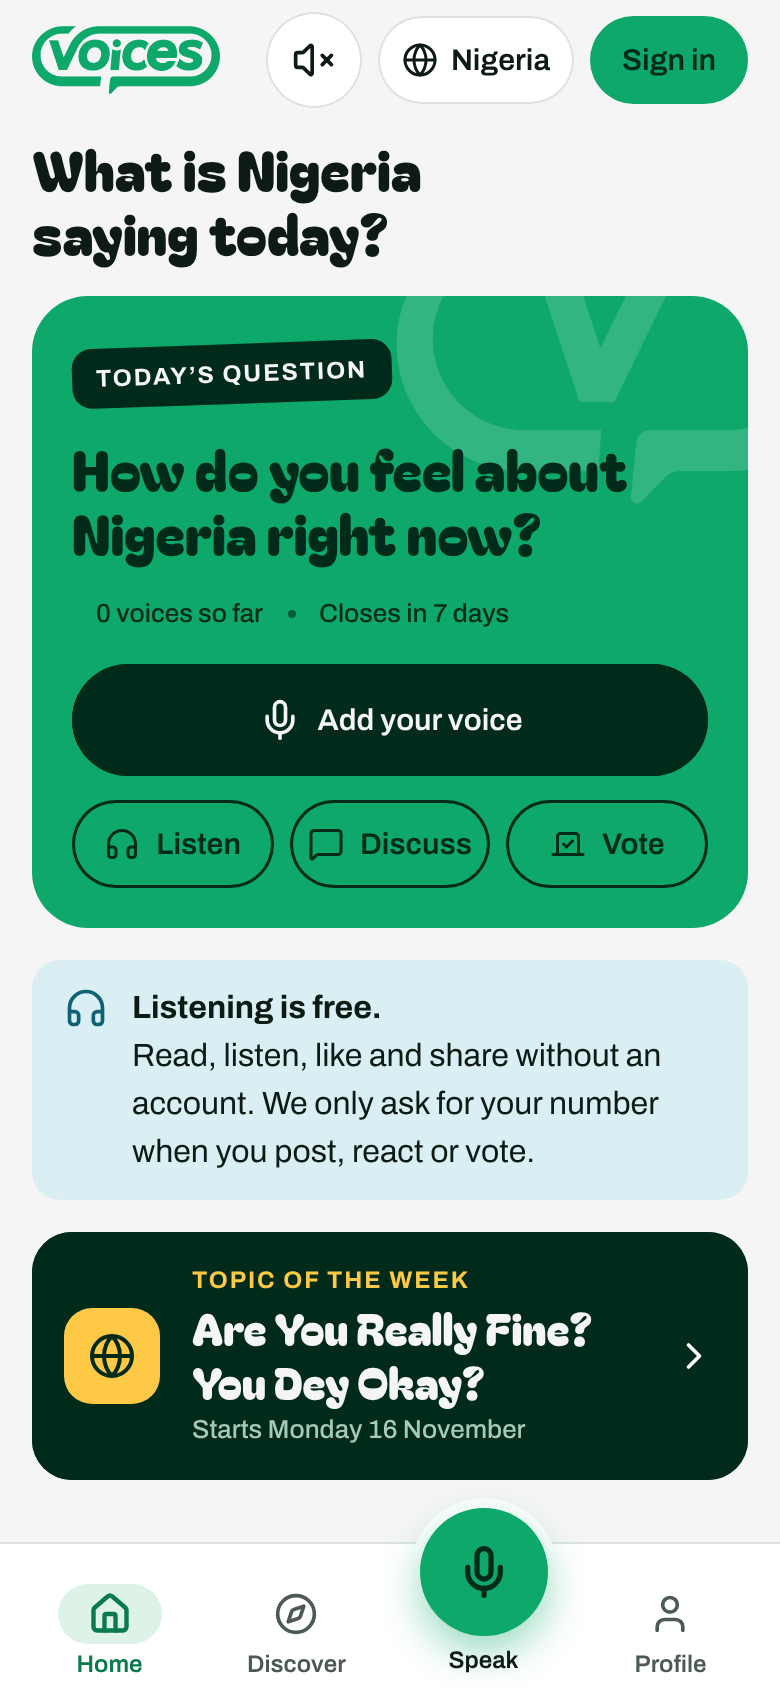 Voices
Nigeria
Sign in
What is Nigeria
saying today?
TODAY’S QUESTION
How do you feel about
Nigeria right now?
0 voices so far • Closes in 7 days
Add your voice
Listen
Discuss
Vote
Listening is free.
Read, listen, like and share without an
account. We only ask for your number
when you post, react or vote.
TOPIC OF THE WEEK
Are You Really Fine?
You Dey Okay?
Starts Monday 16 November
Home
Discover
Speak
Profile